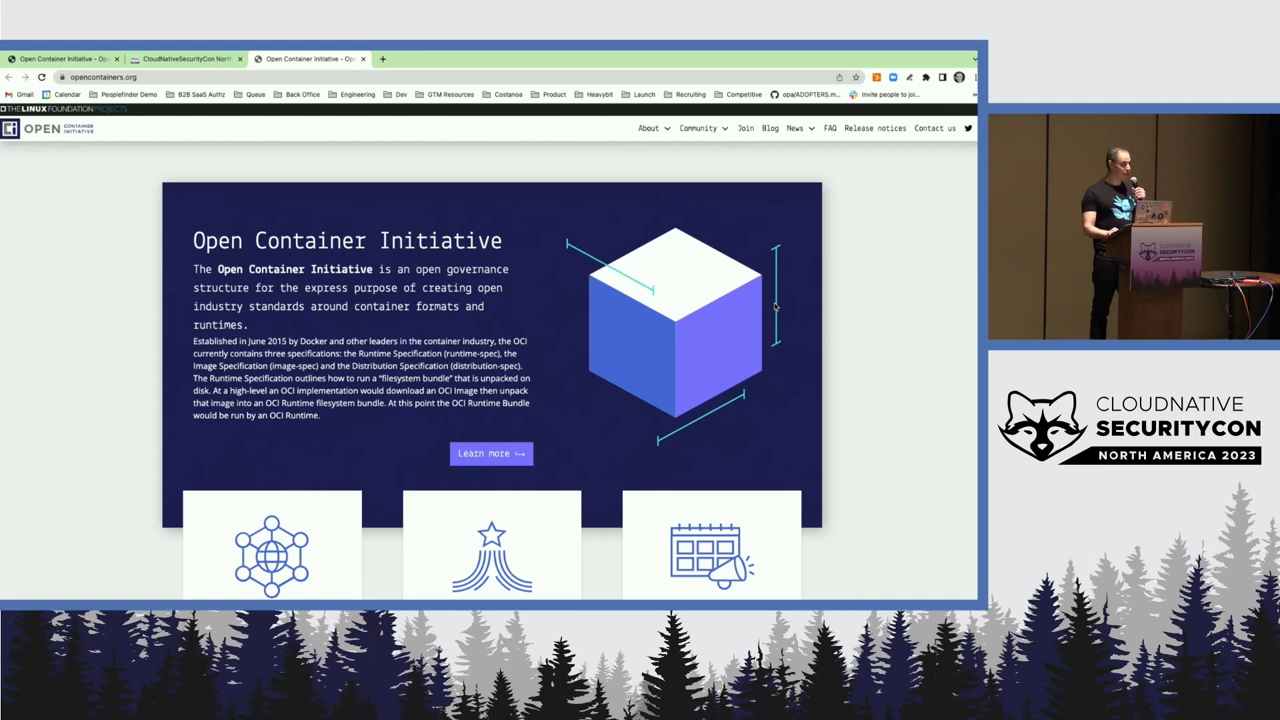 Open Container Initiative - Op
CloudNativeSecurityCon North
Open Container Initiative - Op
opencontainers.org
Gmail
Calendar
Peoplefinder Demo
B2B SaaS Authz
Queue
Back Office
Engineering
Dev
GTM Resources
Costanoa
Product
Heavybit
Launch
Recruiting
Competitive
opa/ADOPTERS.m...
Invite people to joi...
THE LINUX FOUNDATION PROJECTS
OPEN CONTAINER INITIATIVE
About
Community
Join
Blog
News
FAQ
Release notices
Contact us
Open Container Initiative
The Open Container Initiative is an open governance
structure for the express purpose of creating open
industry standards around container formats and
runtimes.
Established in June 2015 by Docker and other leaders in the container industry, the OCI
currently contains three specifications: the Runtime Specification (runtime-spec), the
Image Specification (image-spec) and the Distribution Specification (distribution-spec).
The Runtime Specification outlines how to run a "filesystem bundle" that is unpacked on
disk. At a high-level an OCI implementation would download an OCI Image then unpack
that image into an OCI Runtime filesystem bundle. At this point the OCI Runtime Bundle
would be run by an OCI Runtime.
Learn more
CLOUDNATIVE
SECURITYCON
NORTH AMERICA 2023
CLOUDNATIVE
SECURITYCON